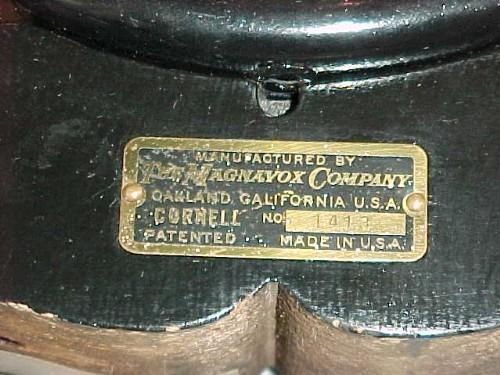 MANUFACTURED BY
THE MAGNAVOX COMPANY
OAKLAND, CALIFORNIA U.S.A.
CORNELL NO. 1413
PATENTED MADE IN U.S.A.